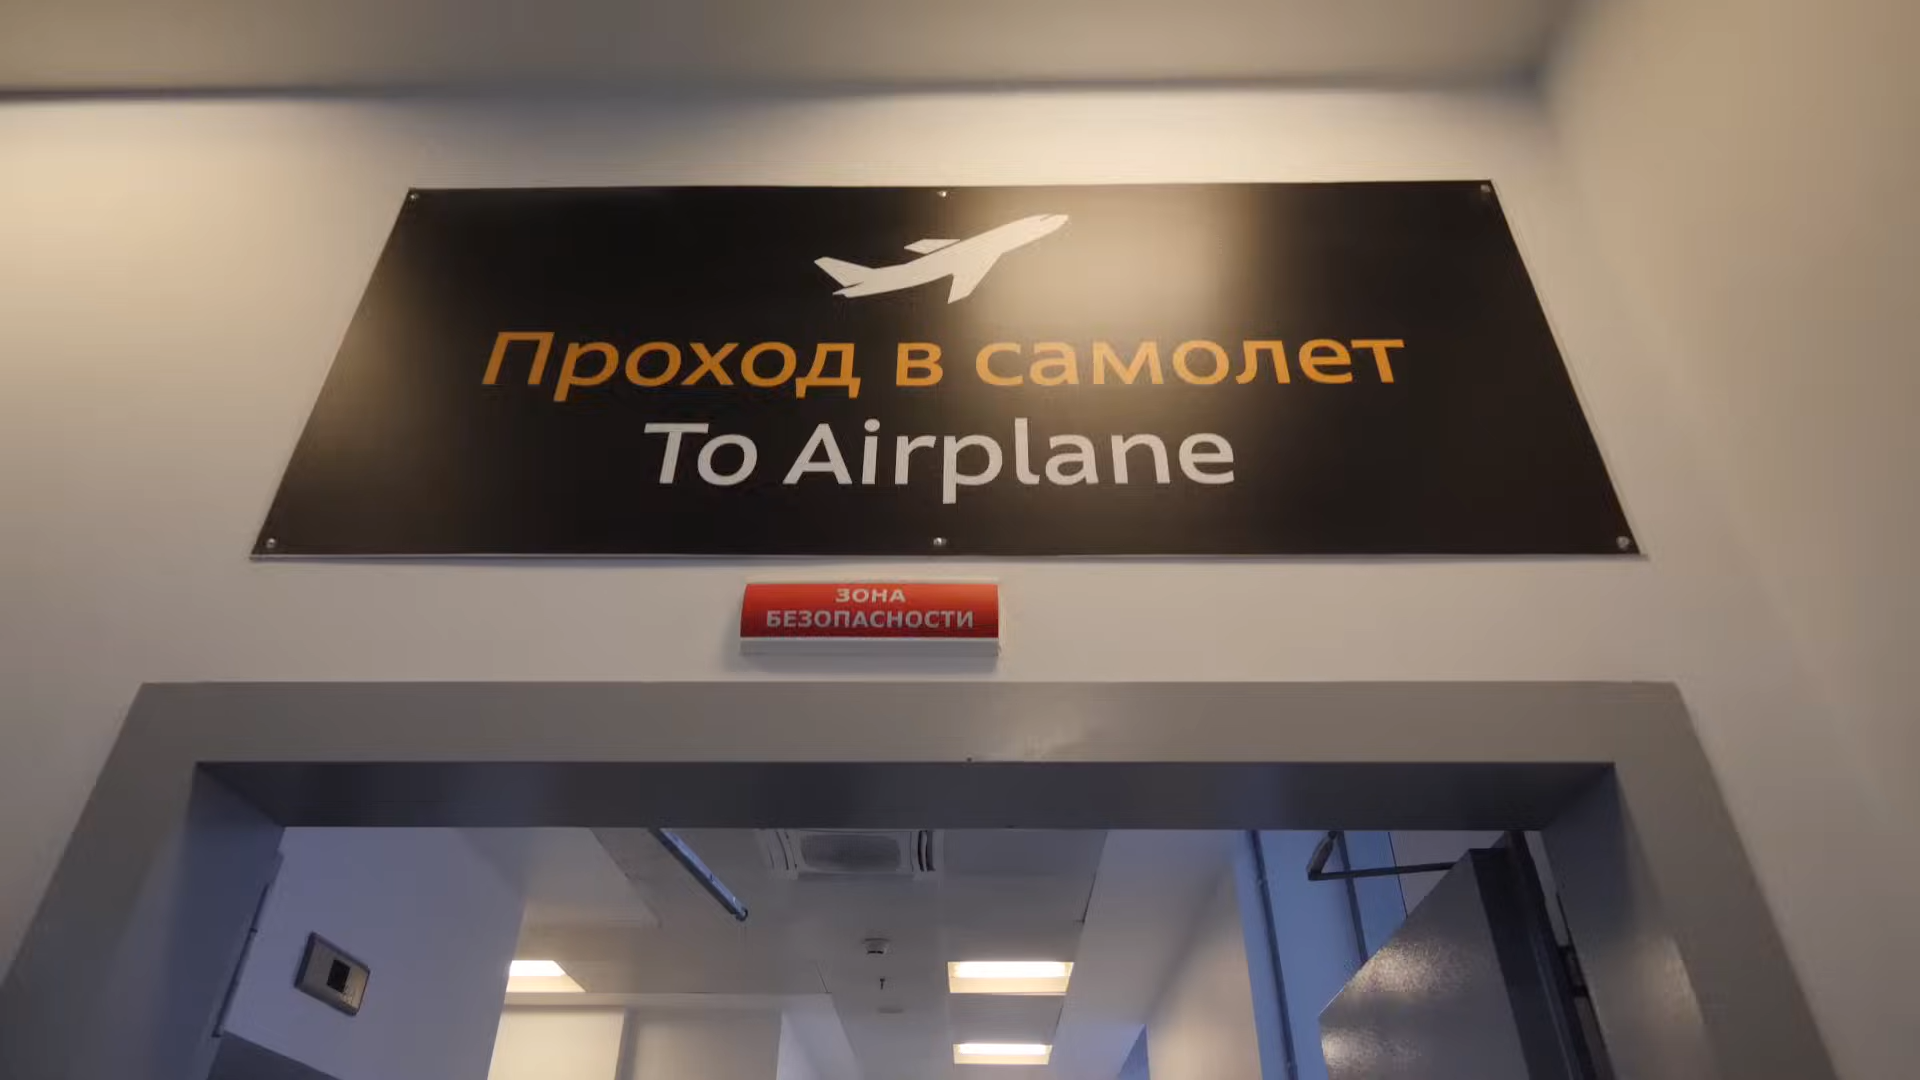 Проход в самолет
To Airplane
ЗОНА
БЕЗОПАСНОСТИ